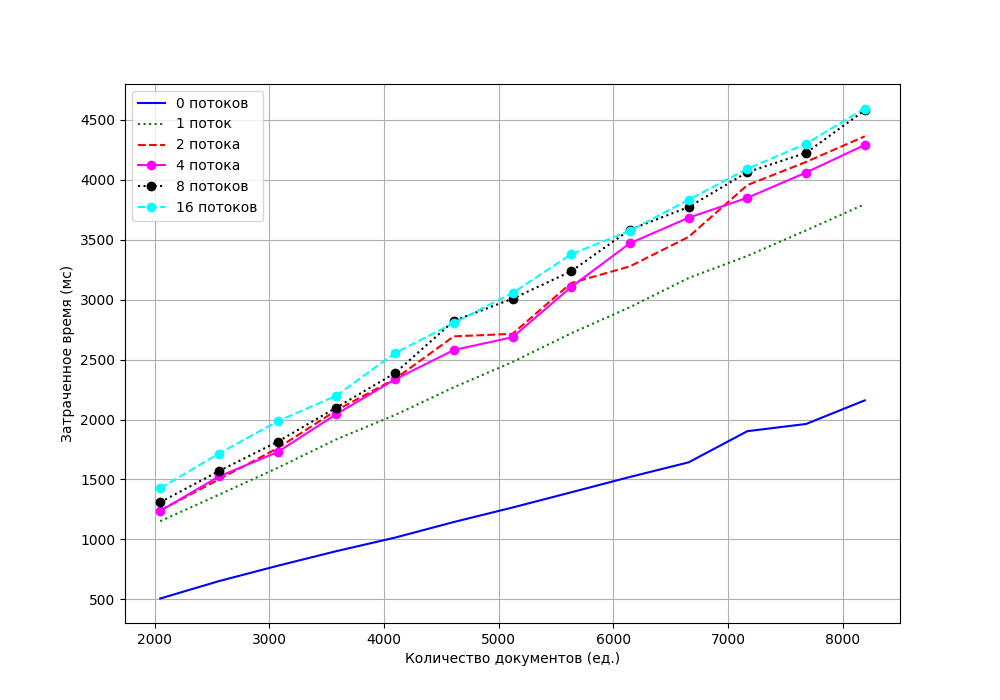 0 потоков
1 поток
2 потока
4 потока
8 потоков
16 потоков
4500
4000
3500
3000
2500
2000
1500
1000
500
Затраченное время (мс)
2000 3000 4000 5000 6000 7000 8000
Количество документов (ед.)